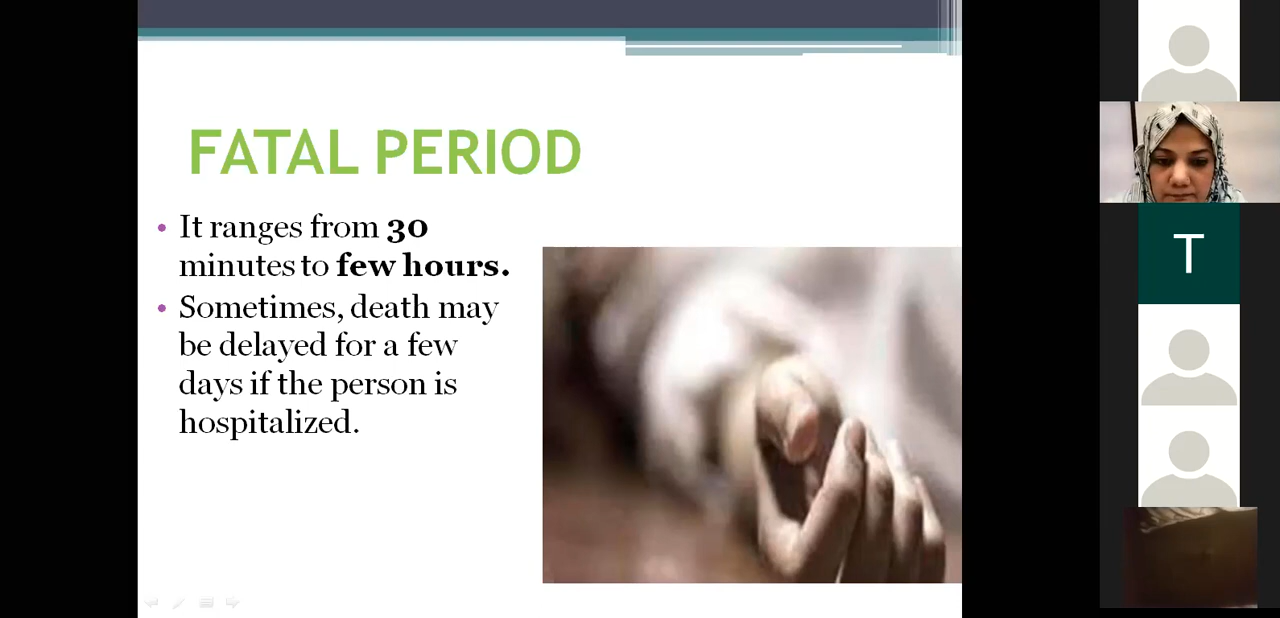 FATAL PERIOD
• It ranges from 30
minutes to few hours.
• Sometimes, death may
be delayed for a few
days if the person is
hospitalized.
T